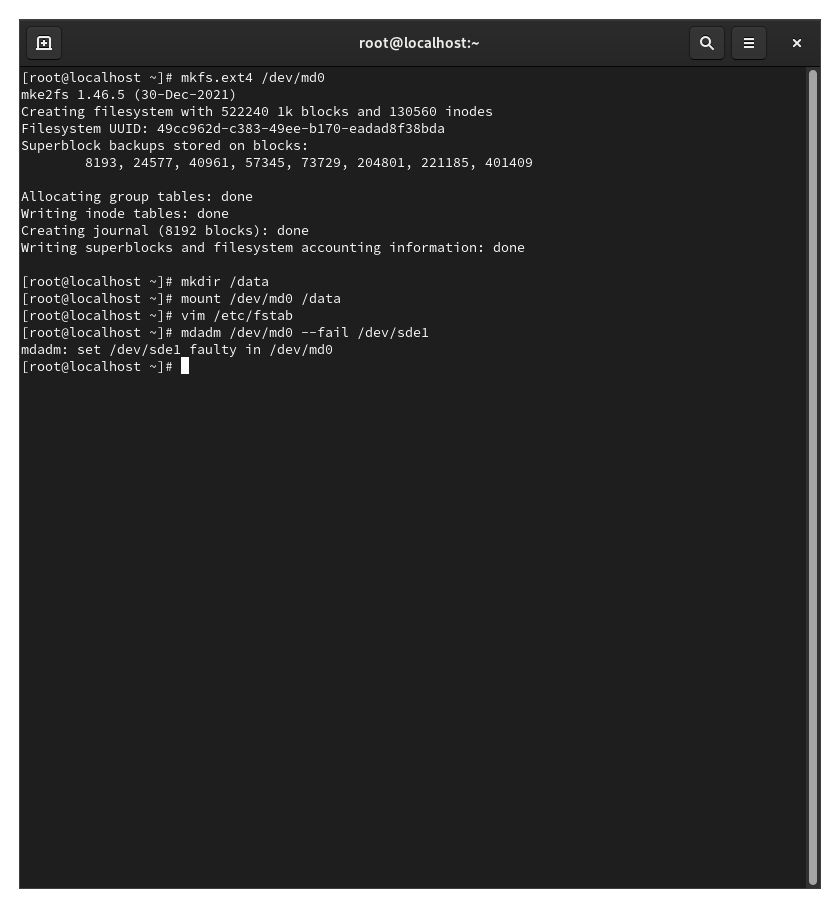 root@localhost:~
[root@localhost ~]# mkfs.ext4 /dev/md0
mke2fs 1.46.5 (30-Dec-2021)
Creating filesystem with 522240 1k blocks and 130560 inodes
Filesystem UUID: 49cc962d-c383-49ee-b170-eadad8f38bda
Superblock backups stored on blocks:
        8193, 24577, 40961, 57345, 73729, 204801, 221185, 401409

Allocating group tables: done
Writing inode tables: done
Creating journal (8192 blocks): done
Writing superblocks and filesystem accounting information: done

[root@localhost ~]# mkdir /data
[root@localhost ~]# mount /dev/md0 /data
[root@localhost ~]# vim /etc/fstab
[root@localhost ~]# mdadm /dev/md0 --fail /dev/sde1
mdadm: set /dev/sde1 faulty in /dev/md0
[root@localhost ~]#